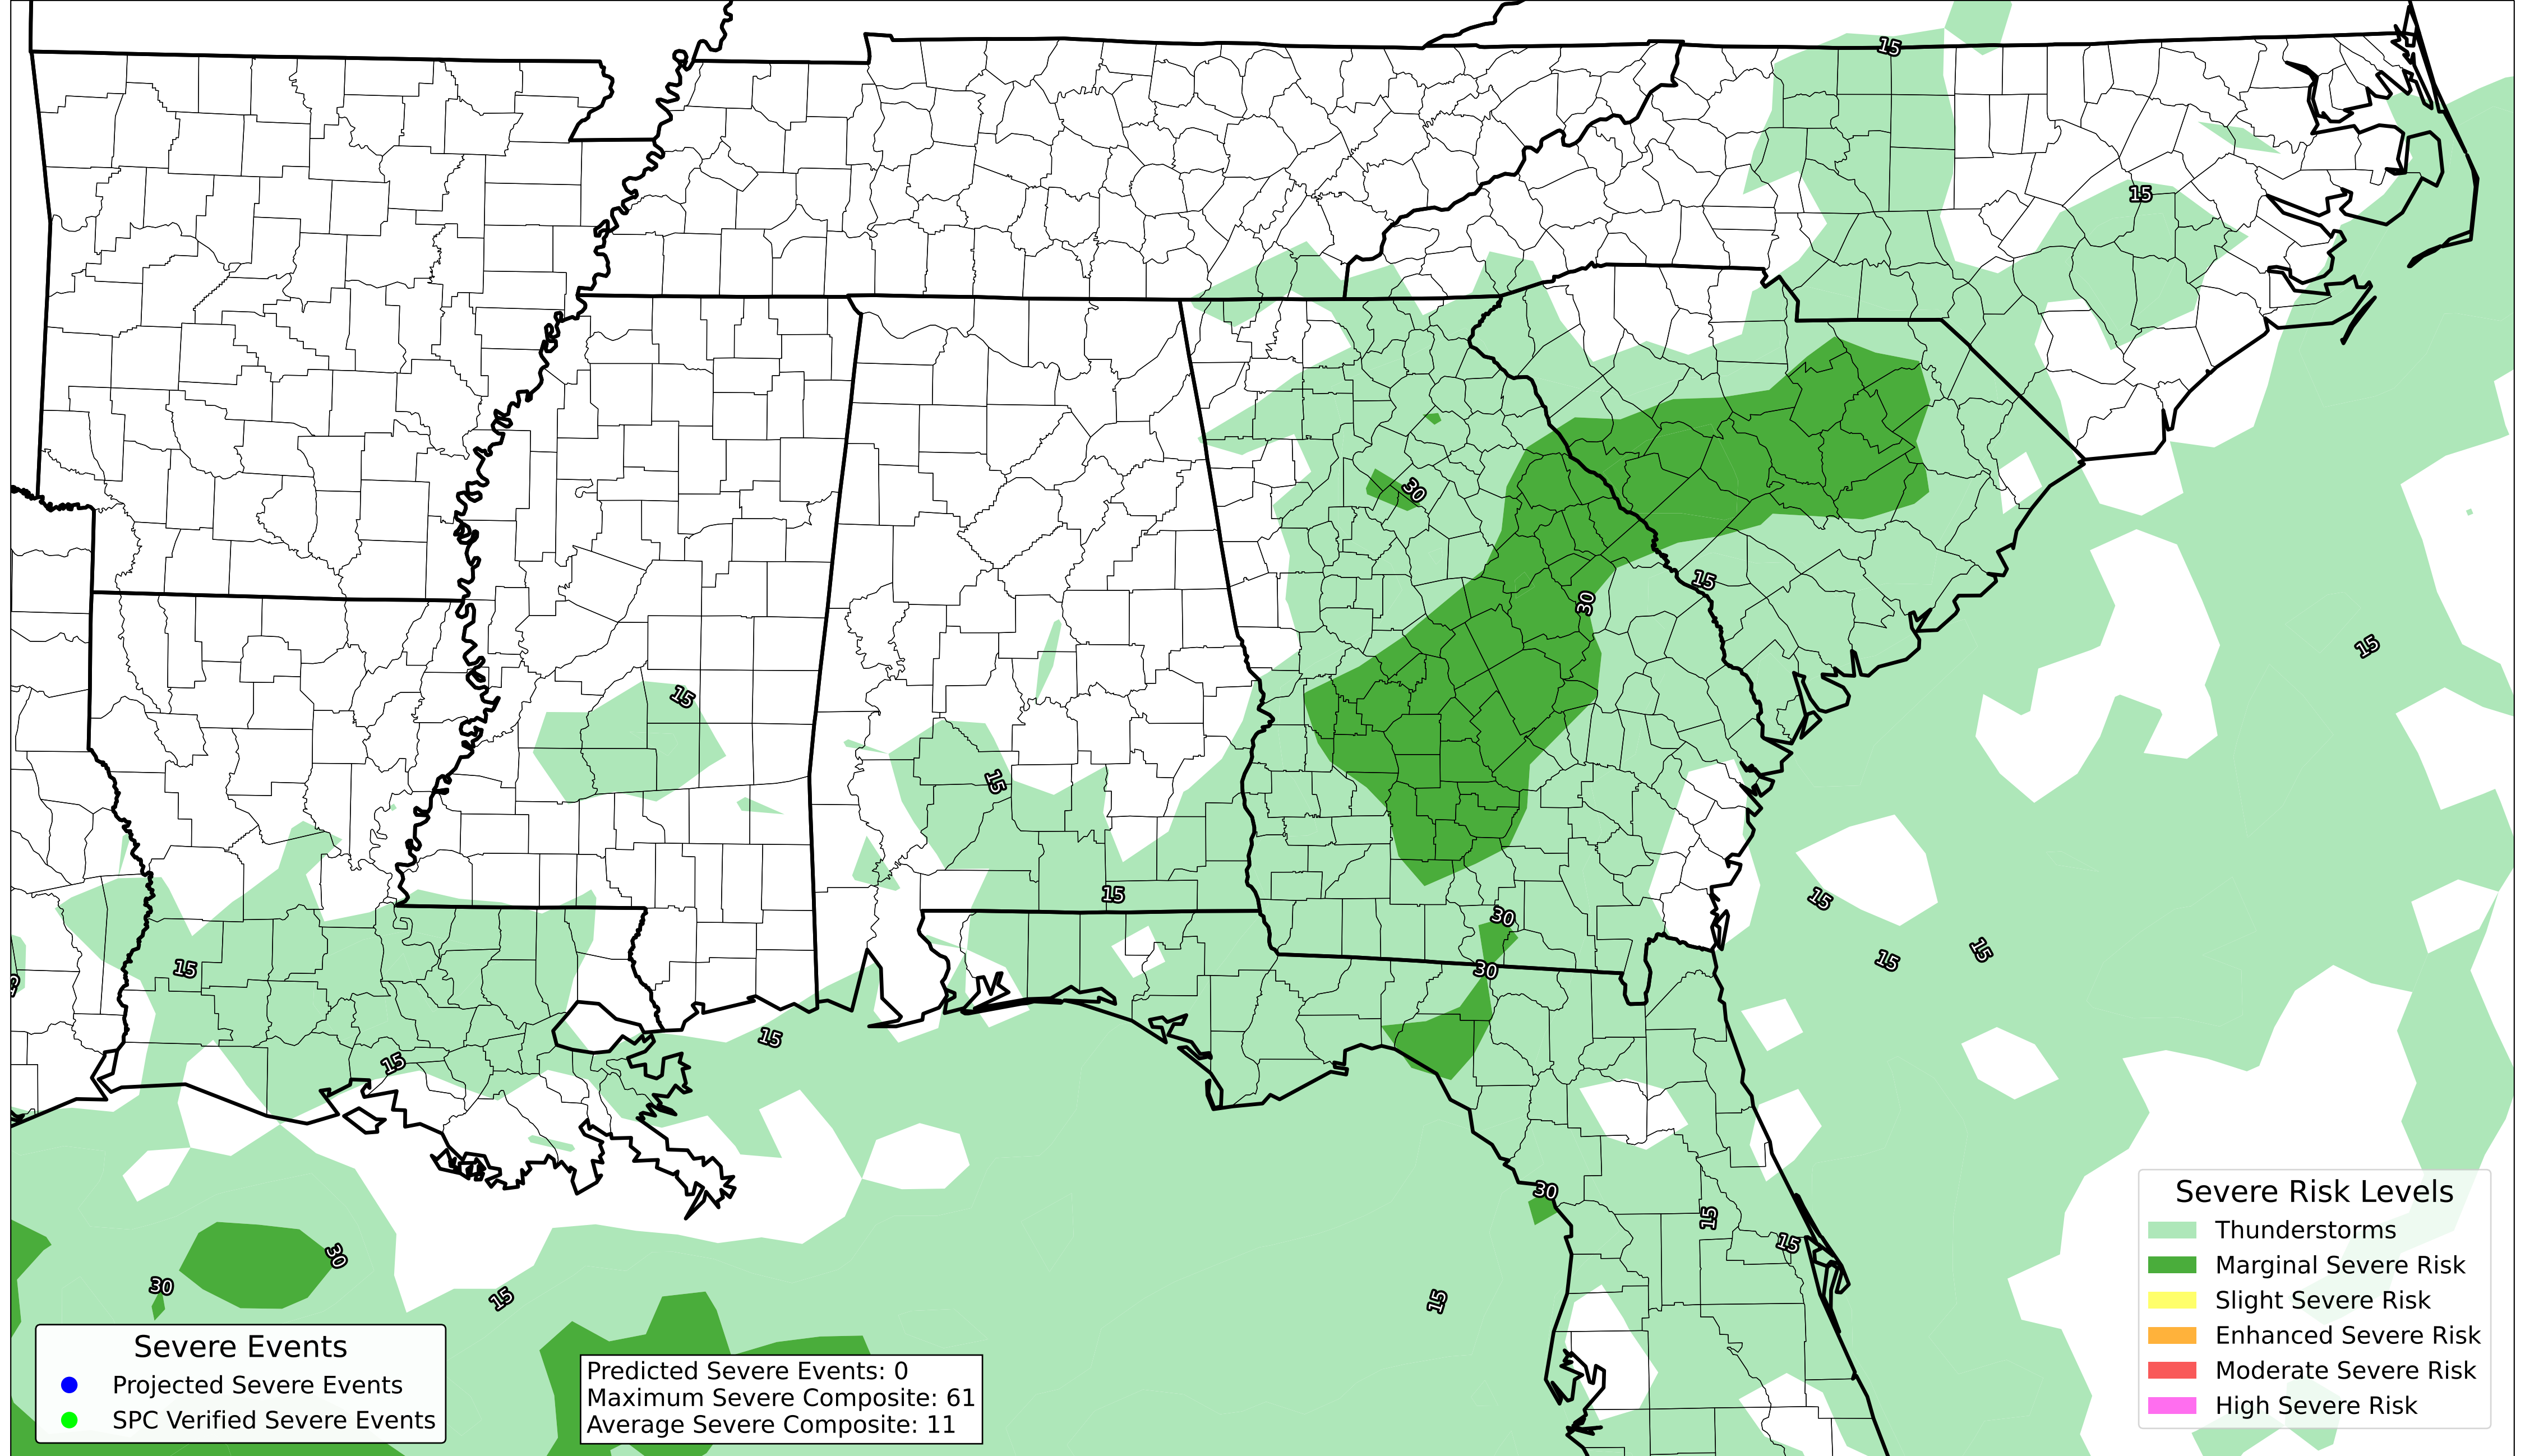 15
15
30
15
30
15
15
15
15
30
15
15
15
15
15
30
30
15
15
30
15
15
30
30
15
15
Severe Events
Projected Severe Events
SPC Verified Severe Events
Predicted Severe Events: 0
Maximum Severe Composite: 61
Average Severe Composite: 11
Severe Risk Levels
Thunderstorms
Marginal Severe Risk
Slight Severe Risk
Enhanced Severe Risk
Moderate Severe Risk
High Severe Risk